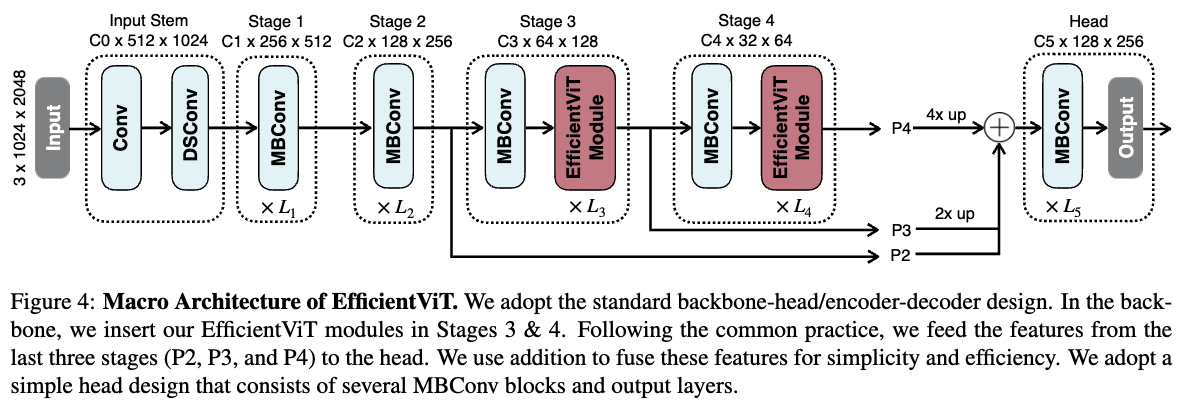 Input Stem
C0 x 512 x 1024
Stage 1
C1 x 256 x 512
Stage 2
C2 x 128 x 256
Stage 3
C3 x 64 x 128
Stage 4
C4 x 32 x 64
Head
C5 x 128 x 256
3 x 1024 x 2048
Input
Conv
DSConv
MBConv
× L1
MBConv
× L2
MBConv
EfficientViT
Module
× L3
MBConv
EfficientViT
Module
× L4
P4
4x up
+
MBConv
Output
× L5
P3
2x up
P2
Figure 4: Macro Architecture of EfficientViT. We adopt the standard backbone-head/encoder-decoder design. In the back-
bone, we insert our EfficientViT modules in Stages 3 & 4. Following the common practice, we feed the features from the
last three stages (P2, P3, and P4) to the head. We use addition to fuse these features for simplicity and efficiency. We adopt a
simple head design that consists of several MBConv blocks and output layers.